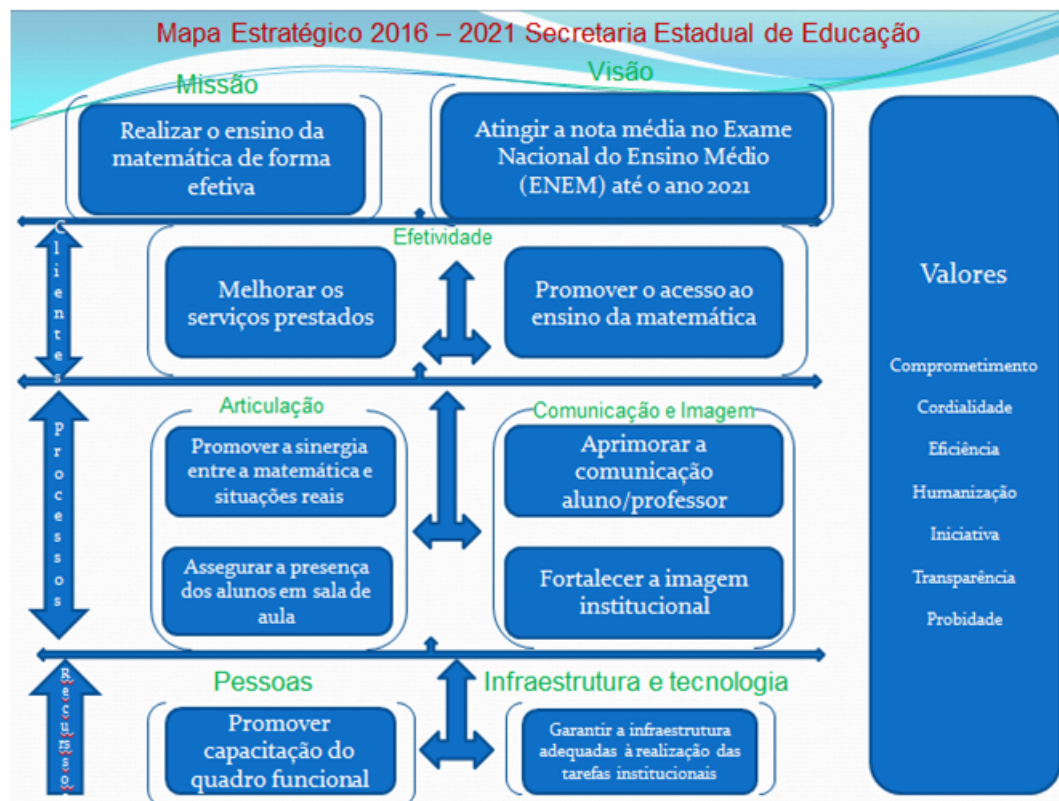 Mapa Estratégico 2016 – 2021 Secretaria Estadual de Educação
Missão
Visão
Realizar o ensino da
matemática de forma
efetiva
Atingir a nota média no Exame
Nacional do Ensino Médio
(ENEM) até o ano 2021
Clientes
Efetividade
Melhorar os
serviços prestados
Promover o acesso ao
ensino da matemática
Processos
Articulação
Comunicação e Imagem
Promover a sinergia
entre a matemática e
situações reais
Aprimorar a
comunicação
aluno/professor
Assegurar a presença
dos alunos em sala de
aula
Fortalecer a imagem
institucional
Recurso
Pessoas
Infraestrutura e tecnologia
Promover
capacitação do
quadro funcional
Garantir a infraestrutura
adequadas à realização das
tarefas institucionais
Valores
Comprometimento
Cordialidade
Eficiência
Humanização
Iniciativa
Transparência
Probidade